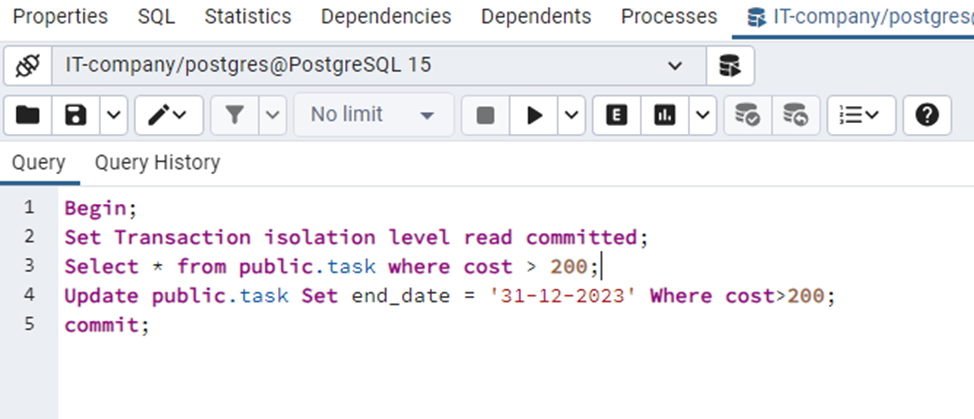 Properties SQL Statistics Dependencies Dependents Processes IT-company/postgres@
IT-company/postgres@PostgreSQL 15
No limit E
Query Query History
1 Begin;
2 Set Transaction isolation level read committed;
3 Select * from public.task where cost > 200;
4 Update public.task Set end_date = '31-12-2023' Where cost>200;
5 commit;